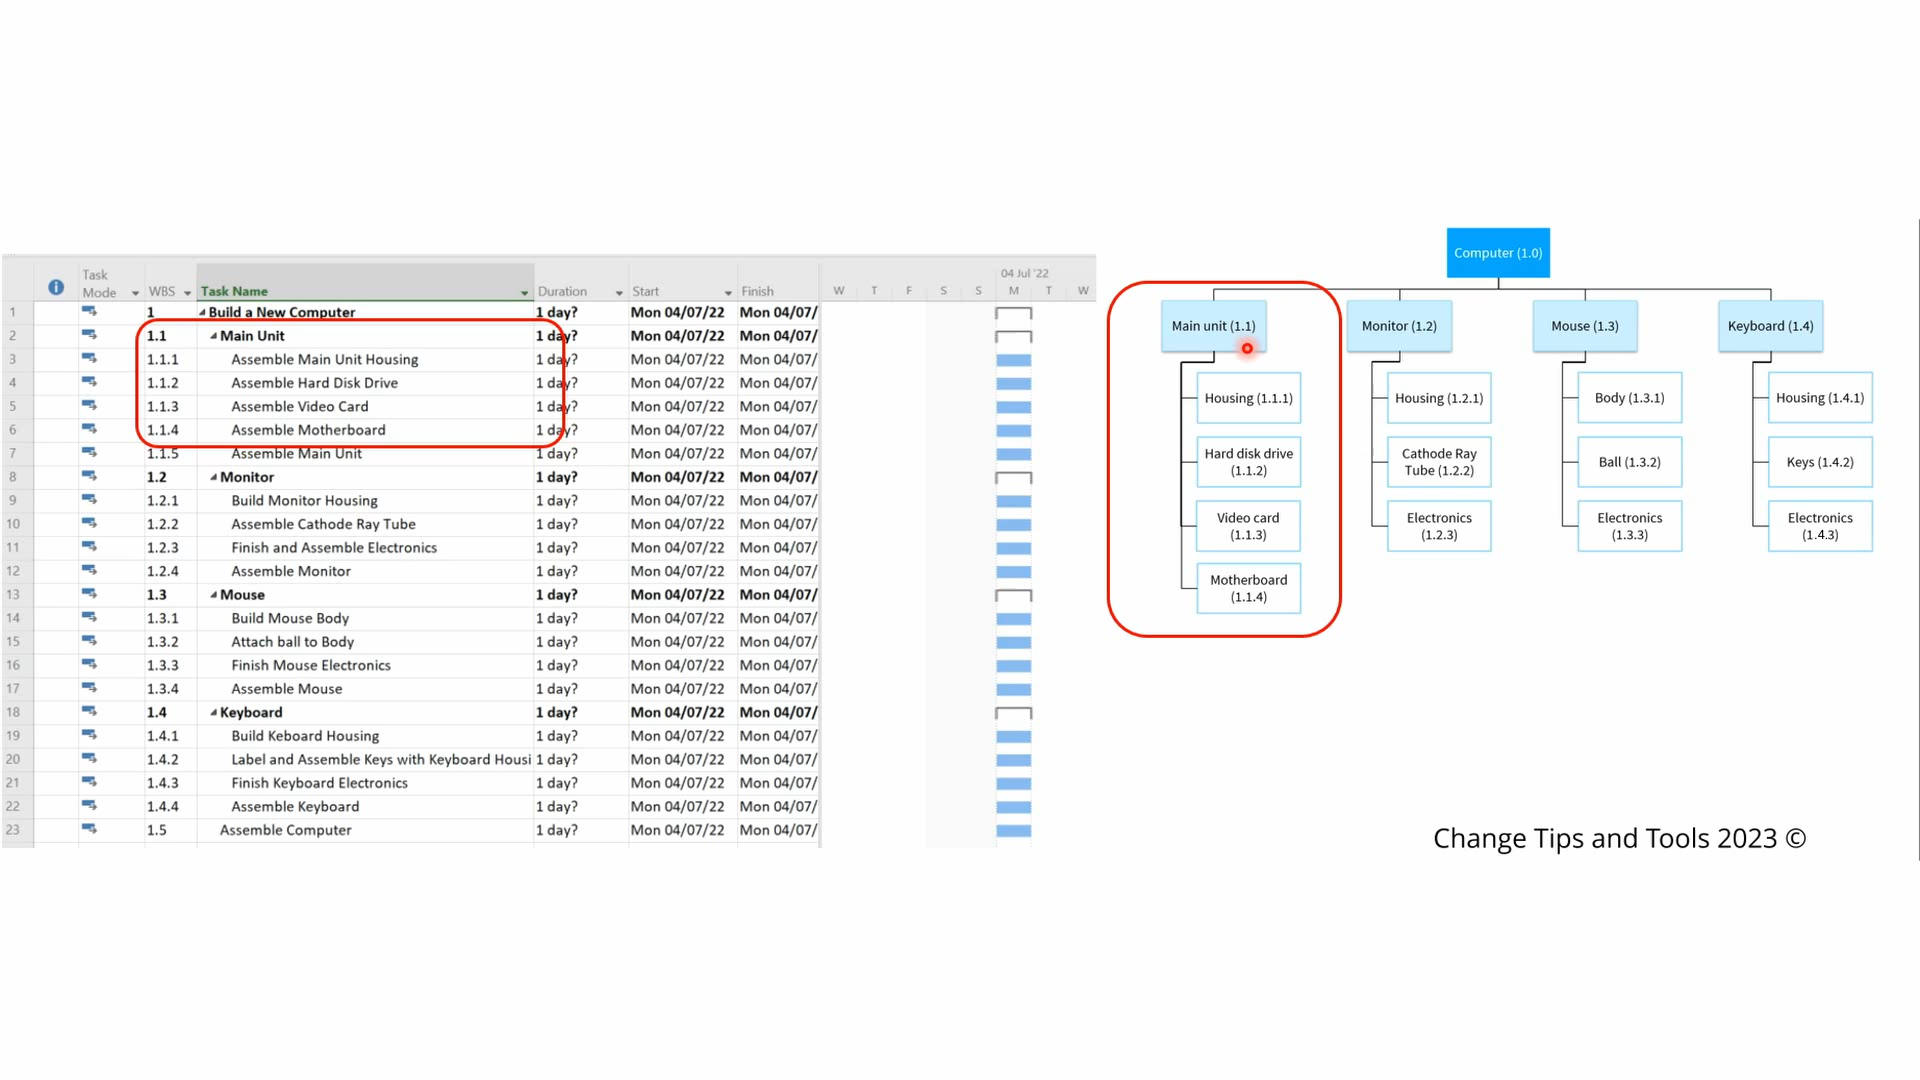 Task
Mode WBS Task Name Duration Start Finish
04 Jul '22
W T F S S M T W
1 1 Build a New Computer 1 day? Mon 04/07/22 Mon 04/07/
2 1.1 Main Unit 1 day? Mon 04/07/22 Mon 04/07/
3 1.1.1 Assemble Main Unit Housing 1 day? Mon 04/07/22 Mon 04/07/
4 1.1.2 Assemble Hard Disk Drive 1 day? Mon 04/07/22 Mon 04/07/
5 1.1.3 Assemble Video Card 1 day? Mon 04/07/22 Mon 04/07/
6 1.1.4 Assemble Motherboard 1 day? Mon 04/07/22 Mon 04/07/
7 1.1.5 Assemble Main Unit 1 day? Mon 04/07/22 Mon 04/07/
8 1.2 Monitor 1 day? Mon 04/07/22 Mon 04/07/
9 1.2.1 Build Monitor Housing 1 day? Mon 04/07/22 Mon 04/07/
10 1.2.2 Assemble Cathode Ray Tube 1 day? Mon 04/07/22 Mon 04/07/
11 1.2.3 Finish and Assemble Electronics 1 day? Mon 04/07/22 Mon 04/07/
12 1.2.4 Assemble Monitor 1 day? Mon 04/07/22 Mon 04/07/
13 1.3 Mouse 1 day? Mon 04/07/22 Mon 04/07/
14 1.3.1 Build Mouse Body 1 day? Mon 04/07/22 Mon 04/07/
15 1.3.2 Attach ball to Body 1 day? Mon 04/07/22 Mon 04/07/
16 1.3.3 Finish Mouse Electronics 1 day? Mon 04/07/22 Mon 04/07/
17 1.3.4 Assemble Mouse 1 day? Mon 04/07/22 Mon 04/07/
18 1.4 Keyboard 1 day? Mon 04/07/22 Mon 04/07/
19 1.4.1 Build Keboard Housing 1 day? Mon 04/07/22 Mon 04/07/
20 1.4.2 Label and Assemble Keys with Keyboard Housi 1 day? Mon 04/07/22 Mon 04/07/
21 1.4.3 Finish Keyboard Electronics 1 day? Mon 04/07/22 Mon 04/07/
22 1.4.4 Assemble Keyboard 1 day? Mon 04/07/22 Mon 04/07/
23 1.5 Assemble Computer 1 day? Mon 04/07/22 Mon 04/07/
Computer (1.0)
Main unit (1.1)
Housing (1.1.1)
Hard disk drive
(1.1.2)
Video card
(1.1.3)
Motherboard
(1.1.4)
Monitor (1.2)
Housing (1.2.1)
Cathode Ray
Tube (1.2.2)
Electronics
(1.2.3)
Mouse (1.3)
Body (1.3.1)
Ball (1.3.2)
Electronics
(1.3.3)
Keyboard (1.4)
Housing (1.4.1)
Keys (1.4.2)
Electronics
(1.4.3)
Change Tips and Tools 2023 ©